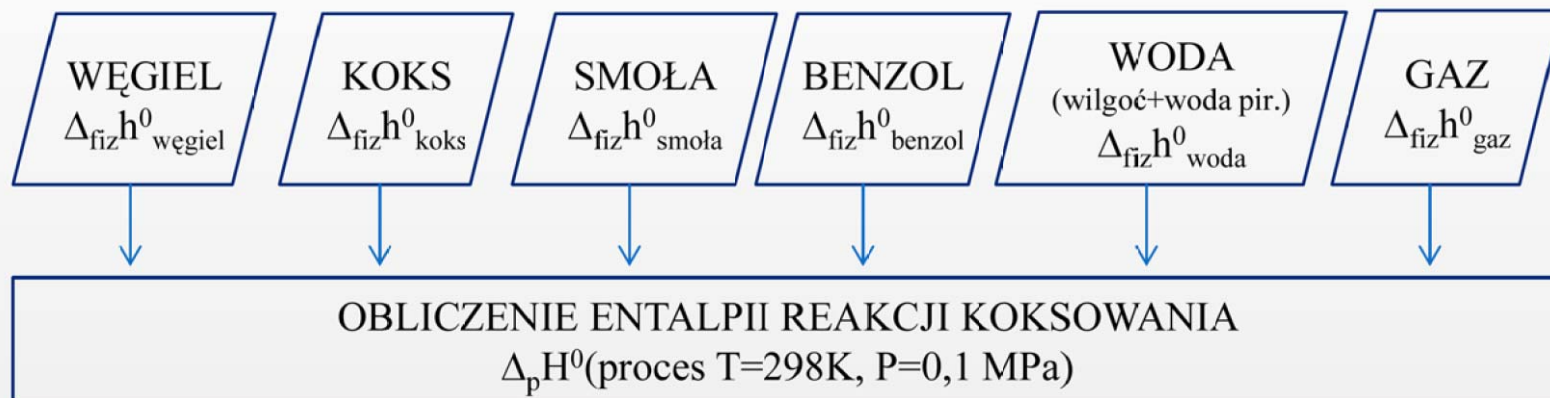 WĘGIEL
Δfizh⁰węgiel
KOKS
Δfizh⁰koks
SMOŁA
Δfizh⁰smoła
BENZOL
Δfizh⁰benzol
WODA
(wilgoć+woda pir.)
Δfizh⁰woda
GAZ
Δfizh⁰gaz
OBLICZENIE ENTALPII REAKCJI KOKSOWANIA
ΔpH⁰(proces T=298K, P=0,1 MPa)